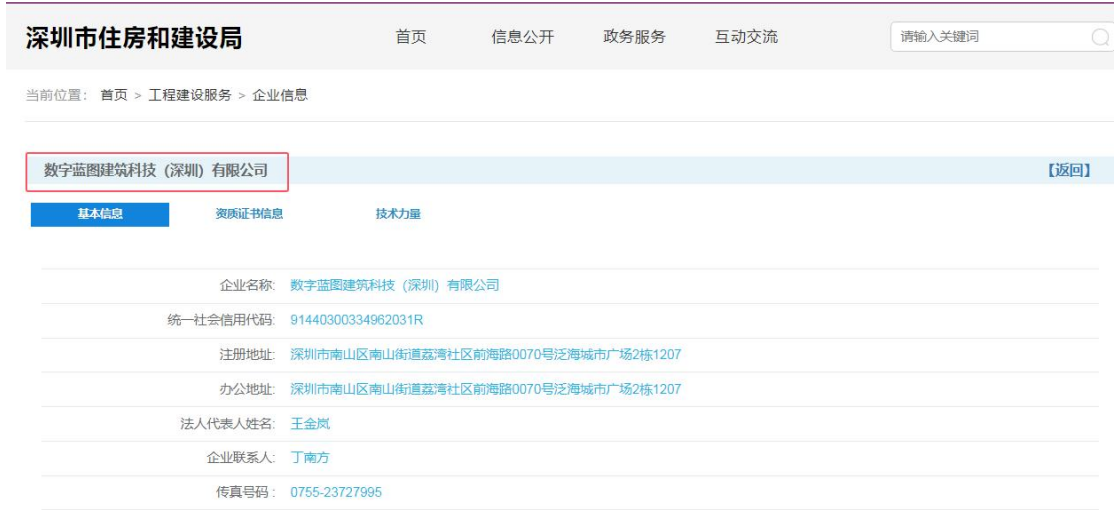 深圳市住房和建设局 首页 信息公开 政务服务 互动交流 请输入关键词
当前位置: 首页 > 工程建设服务 > 企业信息
数字蓝图建筑科技（深圳）有限公司 【返回】
基本信息 资质证书信息 技术力量
企业名称: 数字蓝图建筑科技（深圳）有限公司
统一社会信用代码: 91440300334962031R
注册地址: 深圳市南山区南山街道荔湾社区前海路0070号泛海城市广场2栋1207
办公地址: 深圳市南山区南山街道荔湾社区前海路0070号泛海城市广场2栋1207
法人代表人姓名: 王金岚
企业联系人: 丁南方
传真号码 : 0755-23727995